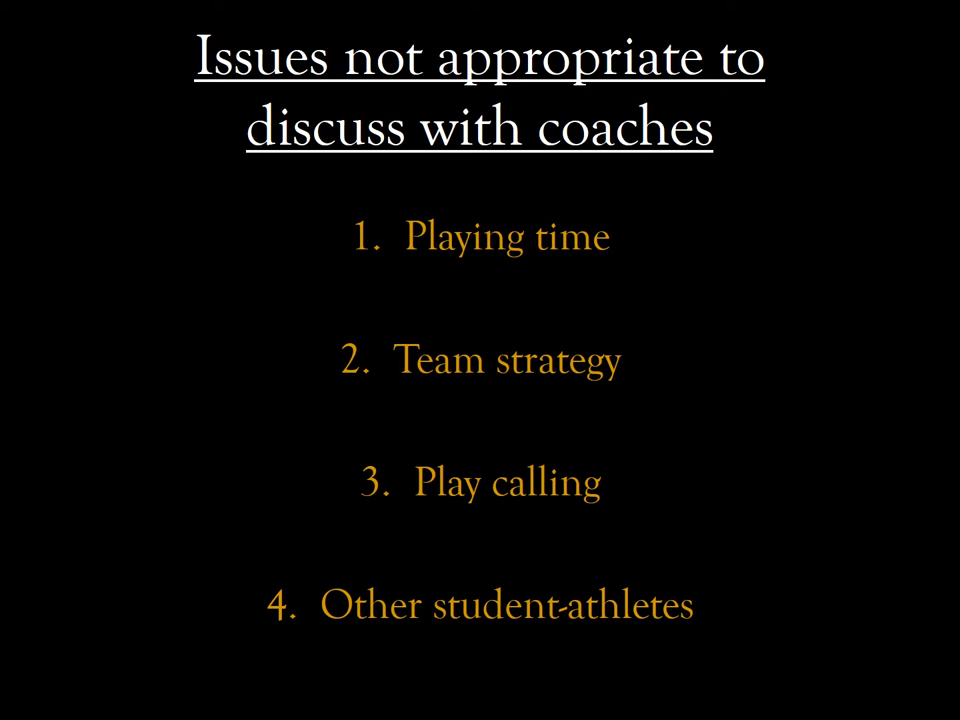 Issues not appropriate to
discuss with coaches
1. Playing time
2. Team strategy
3. Play calling
4. Other student-athletes